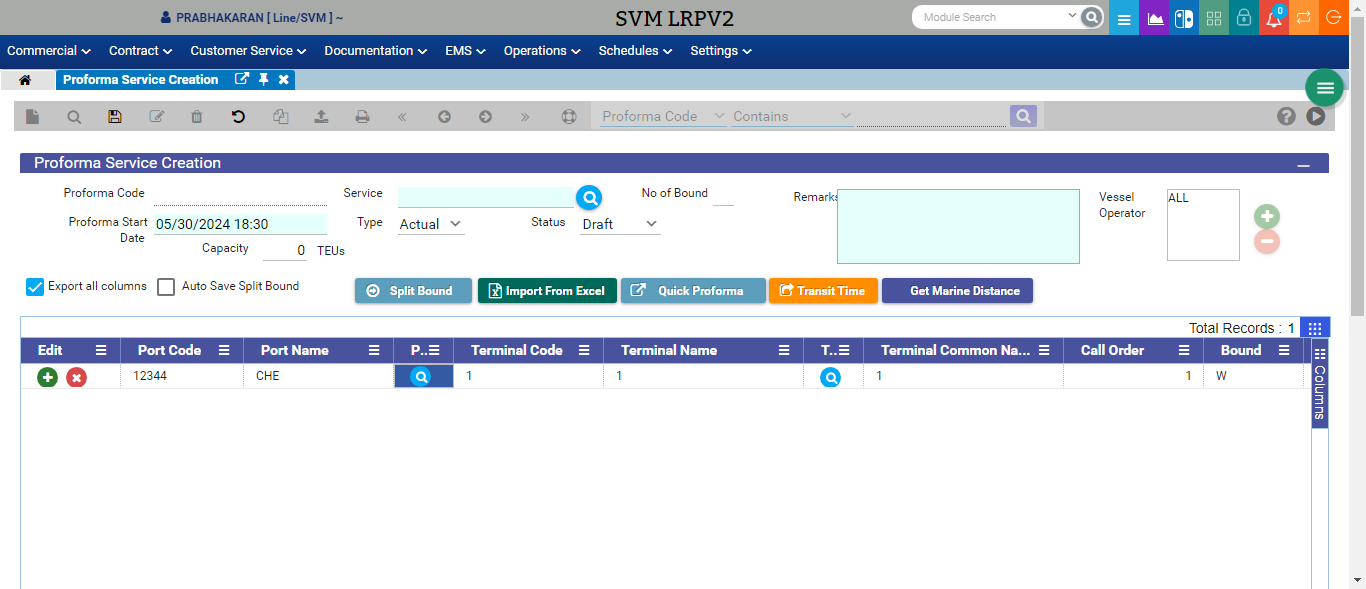 PRABHAKARAN [ Line/SVM ] ~
SVM LRPV2
Module Search
0
Commercial Contract Customer Service Documentation EMS Operations Schedules Settings
Proforma Service Creation
Proforma Code Contains
Proforma Service Creation
Proforma Code Service No of Bound Remarks Vessel Operator ALL
Proforma Start Date 05/30/2024 18:30 Type Actual Status Draft
Capacity 0 TEUs
Export all columns Auto Save Split Bound Split Bound Import From Excel Quick Proforma Transit Time Get Marine Distance
Total Records : 1
Edit Port Code Port Name P.. Terminal Code Terminal Name T.. Terminal Common Na... Call Order Bound
12344 CHE 1 1 1 1 W
Columns